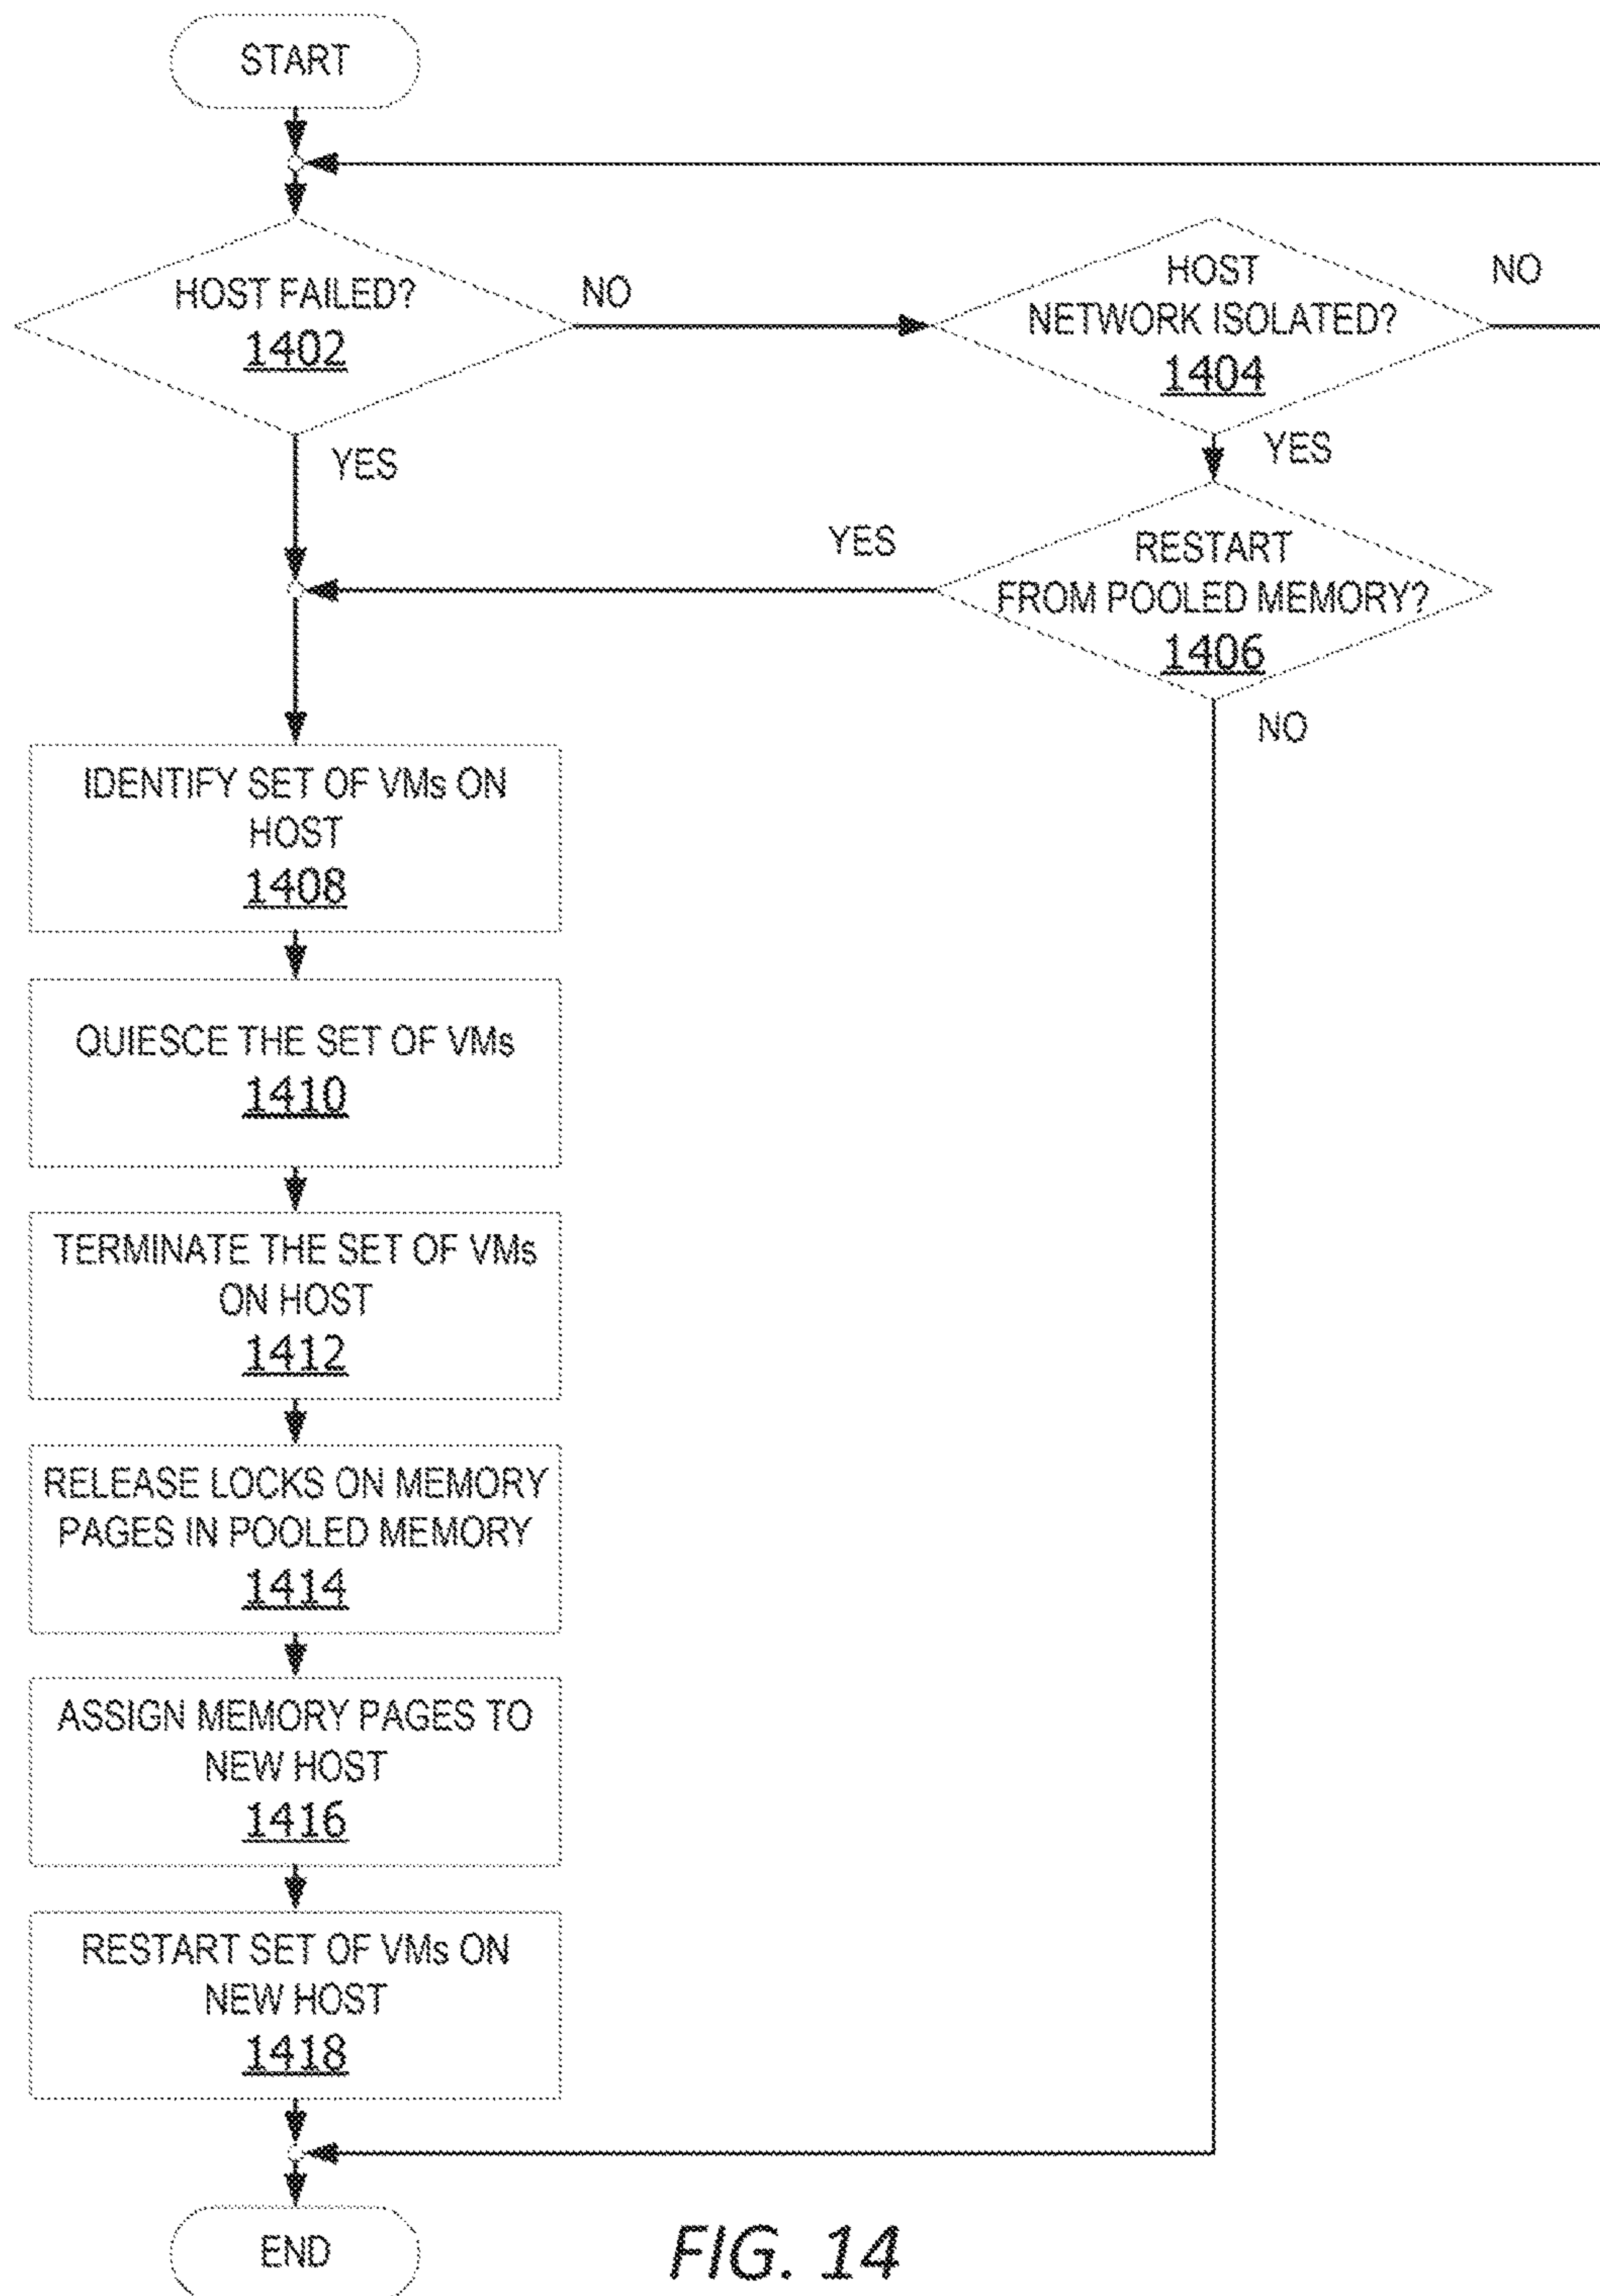 START
HOST FAILED?
1402
NO
HOST
NETWORK ISOLATED?
1404
NO
YES
YES
YES
RESTART
FROM POOLED MEMORY?
1406
NO
IDENTIFY SET OF VMs ON
HOST
1408
QUIESCE THE SET OF VMs
1410
TERMINATE THE SET OF VMs
ON HOST
1412
RELEASE LOCKS ON MEMORY
PAGES IN POOLED MEMORY
1414
ASSIGN MEMORY PAGES TO
NEW HOST
1416
RESTART SET OF VMs ON
NEW HOST
1418
END
FIG. 14